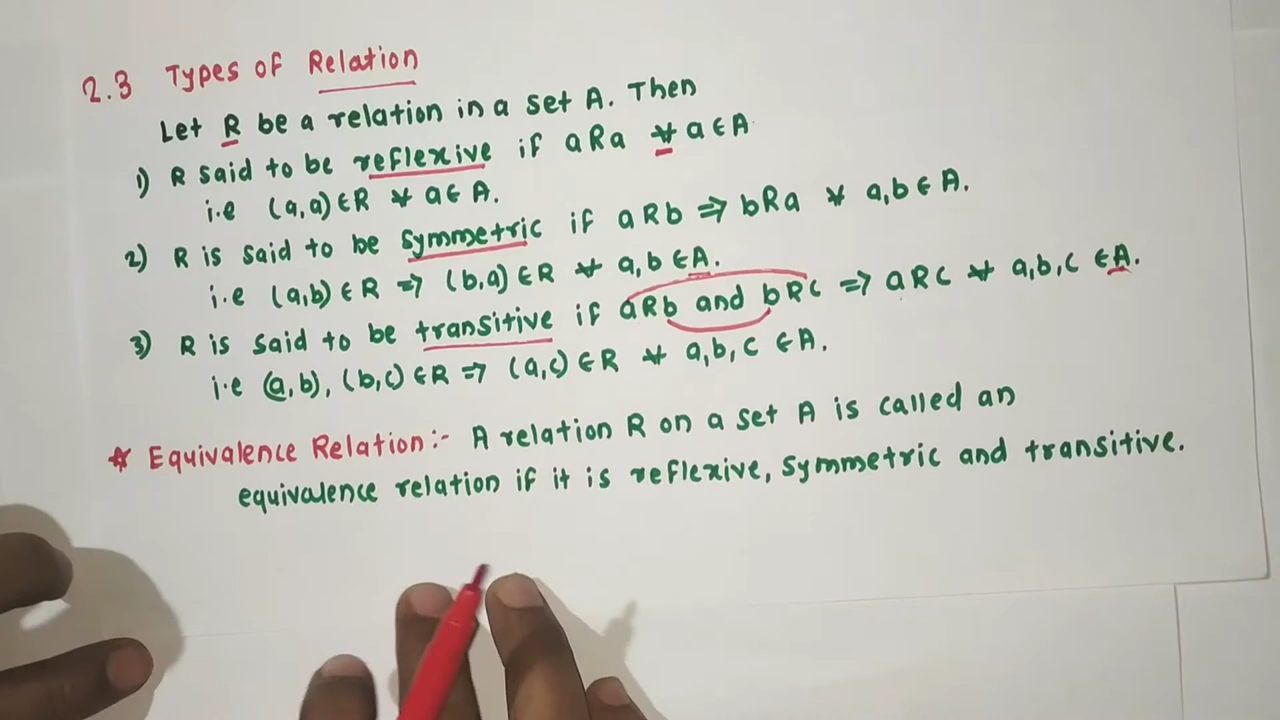 2.3 Types of Relation
Let R be a relation in a set A. Then
1) R said to be reflexive if aRa ∀ a∈A
i.e (a,a)∈R ∀ a∈A.
2) R is said to be symmetric if aRb ⇒ bRa ∀ a,b∈A.
i.e (a,b)∈R ⇒ (b,a)∈R ∀ a,b∈A.
3) R is said to be transitive if aRb and bRc ⇒ aRc ∀ a,b,c ∈A.
i.e (a,b), (b,c)∈R ⇒ (a,c)∈R ∀ a,b,c ∈A.
* Equivalence Relation:- A relation R on a set A is called an
equivalence relation if it is reflexive, symmetric and transitive.